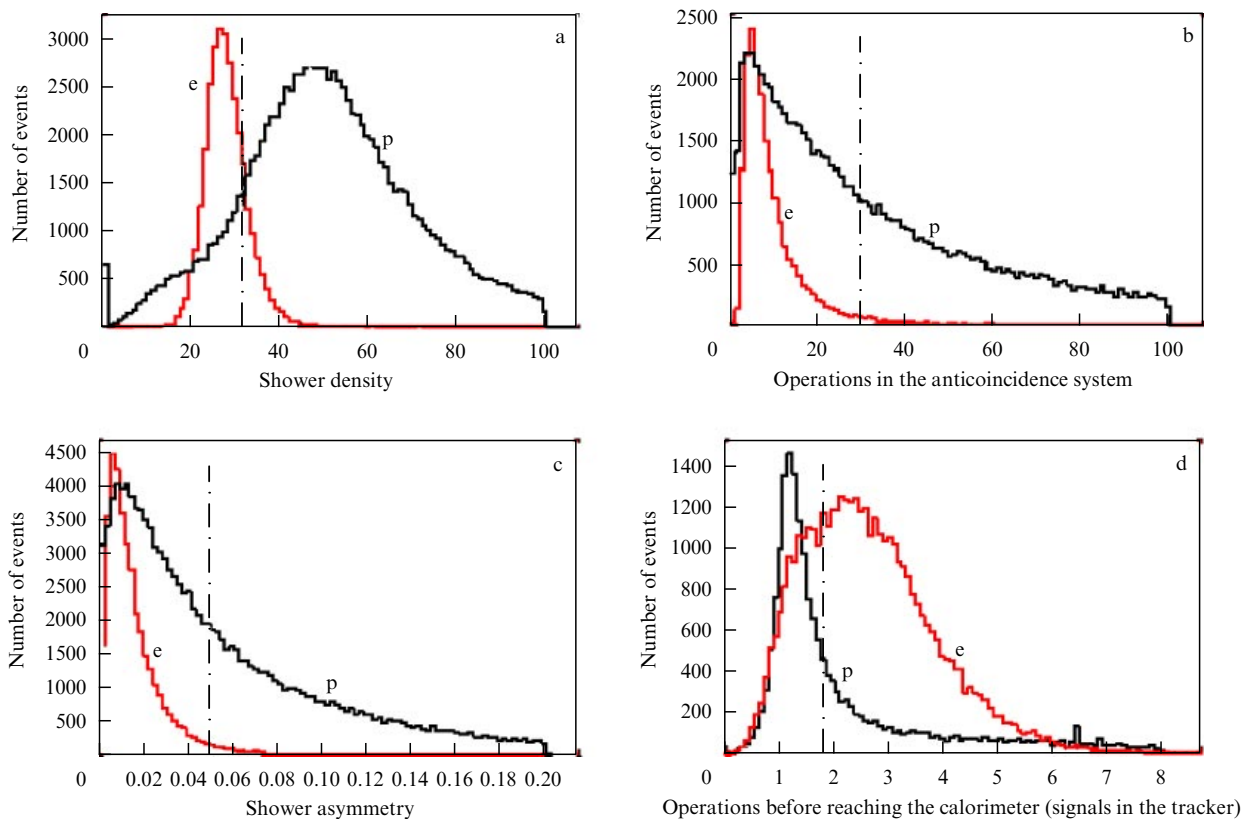 a
Number of events
3000
2500
2000
1500
1000
500
e
p
0 20 40 60 80 100
Shower density
b
Number of events
2500
2000
1500
1000
500
e
p
0 20 40 60 80 100
Operations in the anticoincidence system
c
Number of events
4500
4000
3500
3000
2500
2000
1500
1000
500
e
p
0 0.02 0.04 0.06 0.08 0.10 0.12 0.14 0.16 0.18 0.20
Shower asymmetry
d
Number of events
1400
1200
1000
800
600
400
200
e
p
0 1 2 3 4 5 6 7 8
Operations before reaching the calorimeter (signals in the tracker)